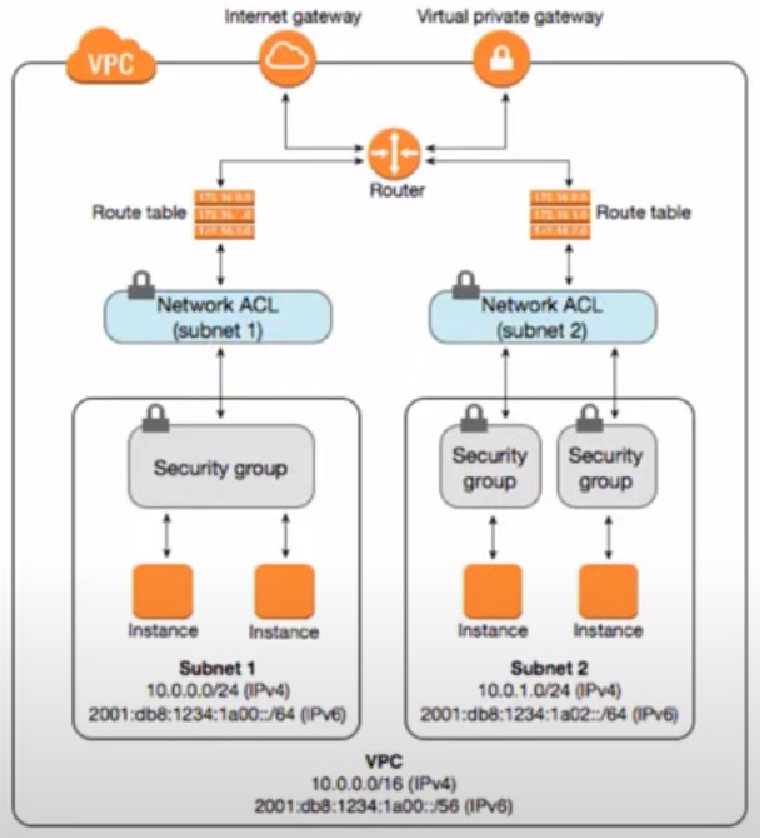 Internet gateway
Virtual private gateway
VPC
Router
Route table
Route table
Network ACL
(subnet 1)
Network ACL
(subnet 2)
Security group
Security
group
Security
group
Instance
Instance
Instance
Instance
Subnet 1
10.0.0.0/24 (IPv4)
2001:db8:1234:1a00::/64 (IPv6)
Subnet 2
10.0.1.0/24 (IPv4)
2001:db8:1234:1a02::/64 (IPv6)
VPC
10.0.0.0/16 (IPv4)
2001:db8:1234:1a00::/56 (IPv6)